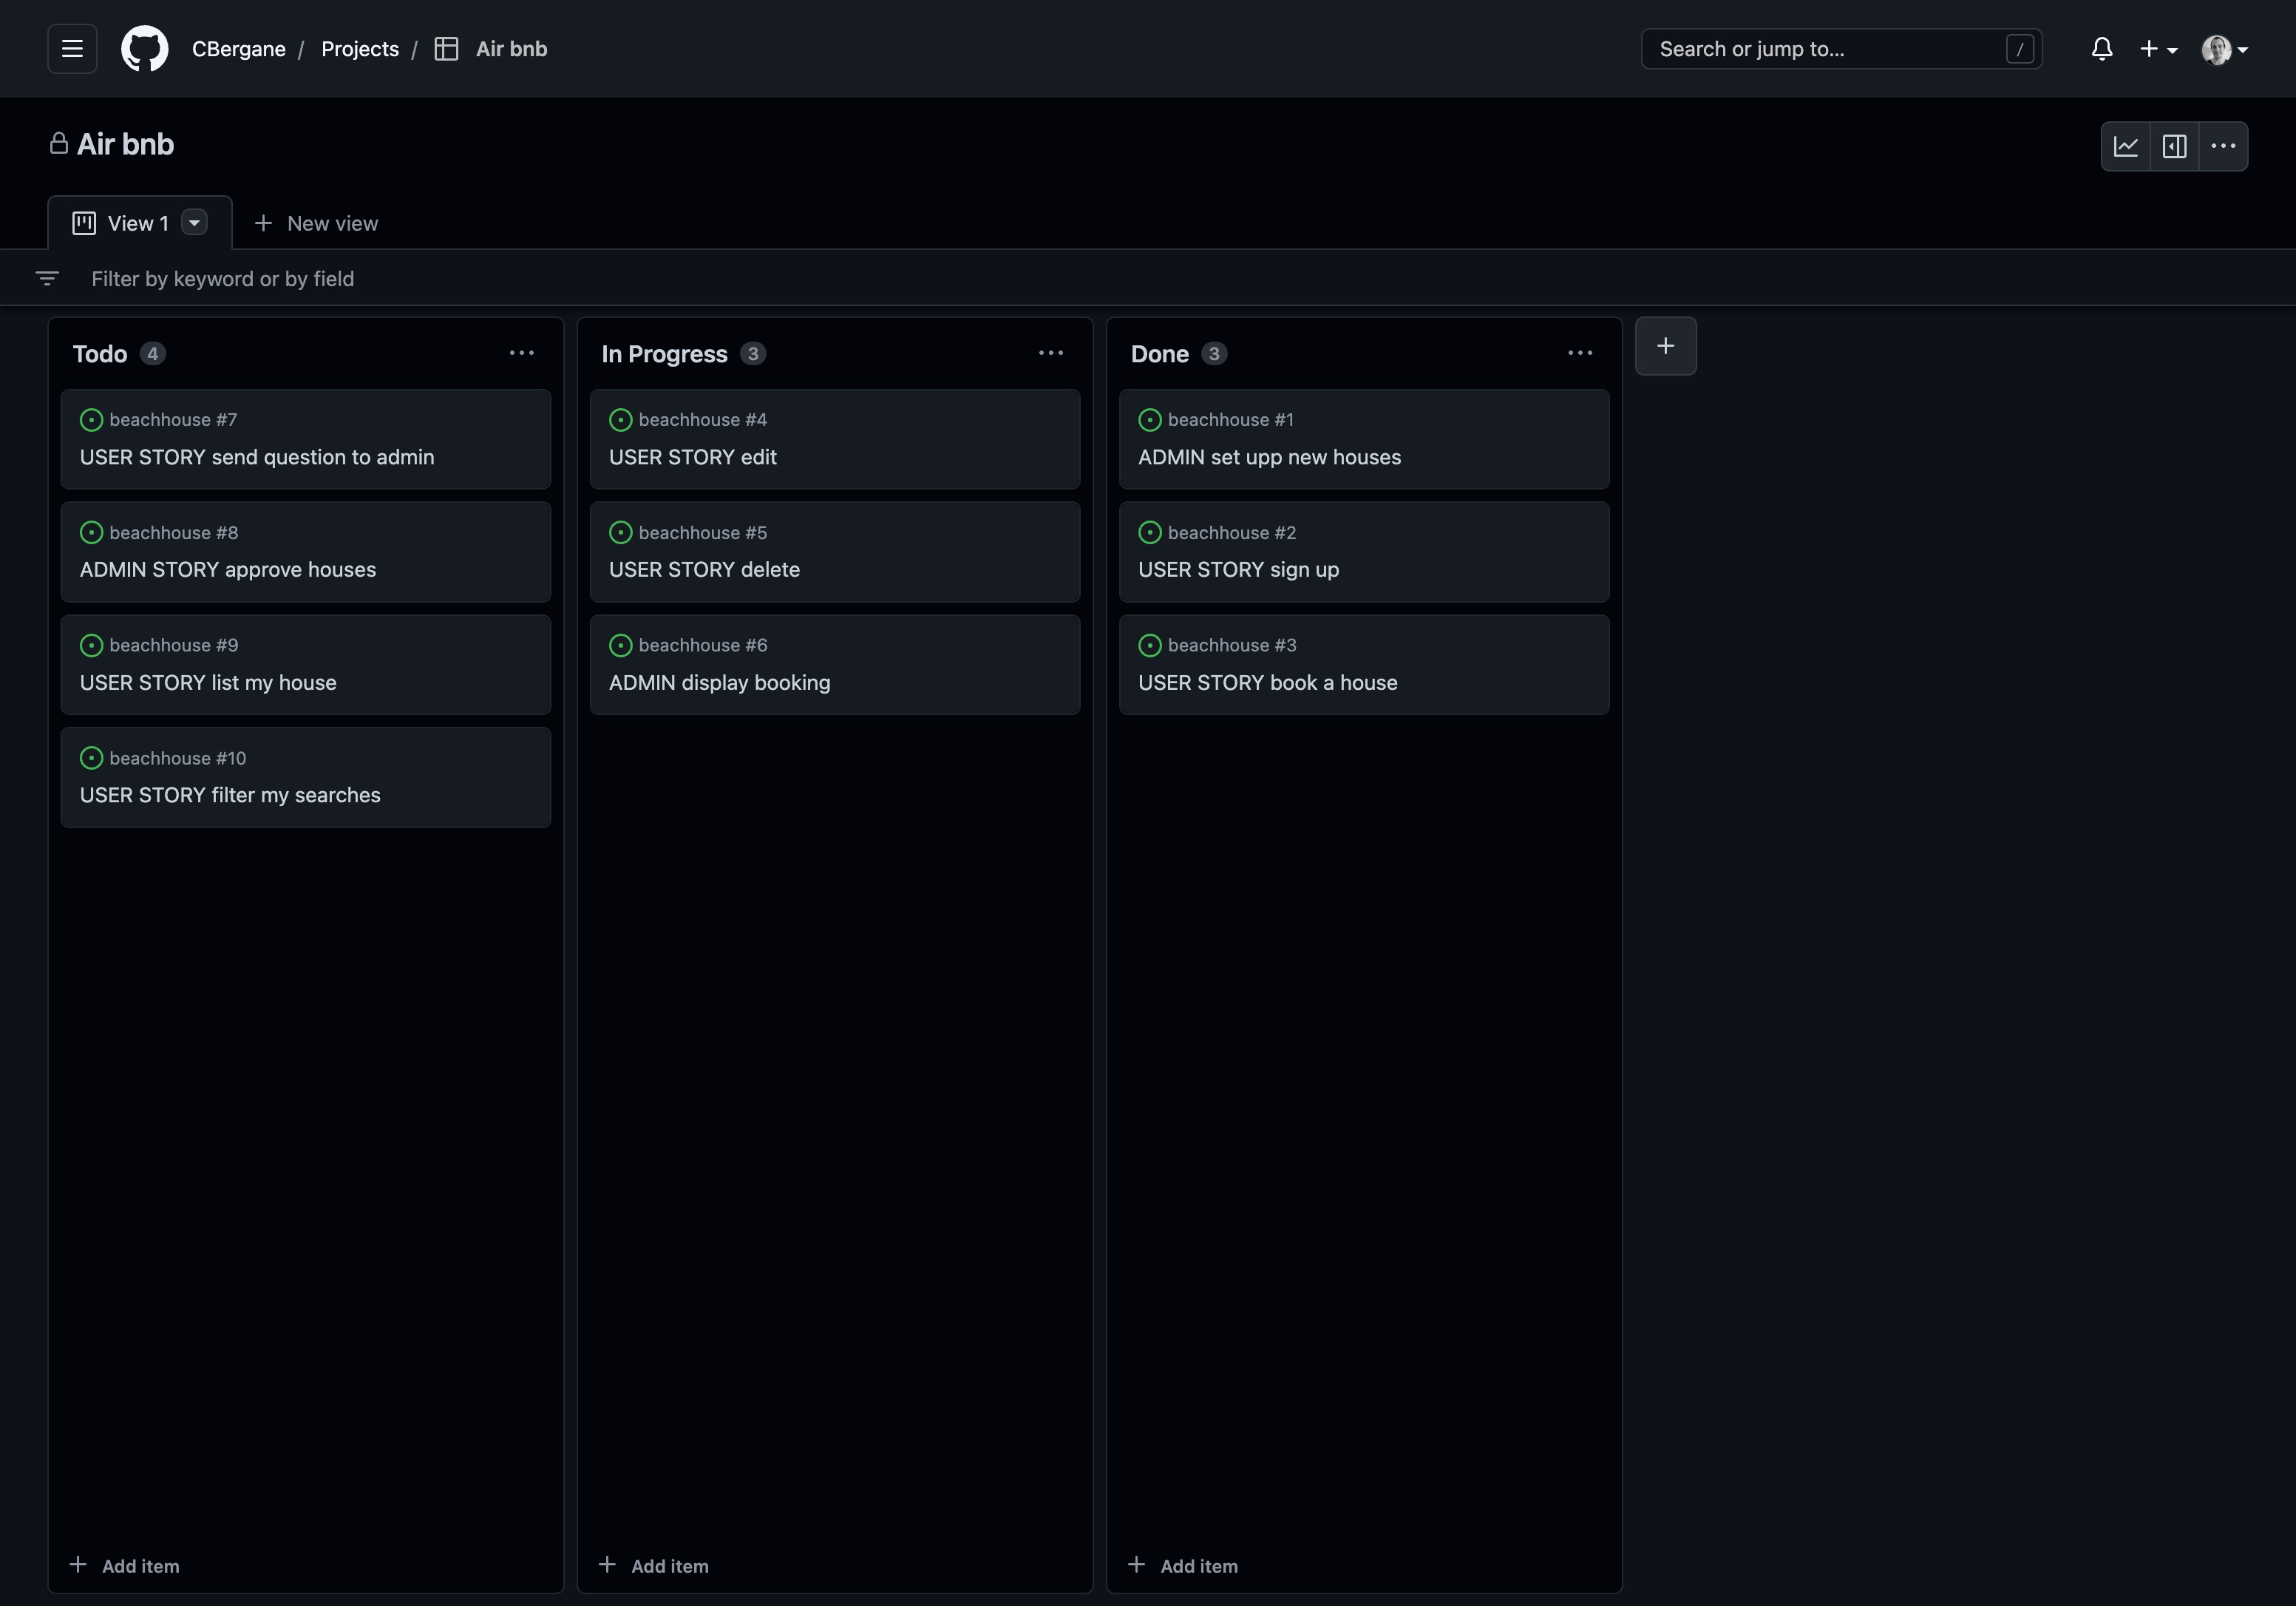 CBergane / Projects / Air bnb
Search or jump to... /
Air bnb
View 1
New view
Filter by keyword or by field
Todo 4
beachhouse #7
USER STORY send question to admin
beachhouse #8
ADMIN STORY approve houses
beachhouse #9
USER STORY list my house
beachhouse #10
USER STORY filter my searches
Add item
In Progress 3
beachhouse #4
USER STORY edit
beachhouse #5
USER STORY delete
beachhouse #6
ADMIN display booking
Add item
Done 3
beachhouse #1
ADMIN set upp new houses
beachhouse #2
USER STORY sign up
beachhouse #3
USER STORY book a house
Add item